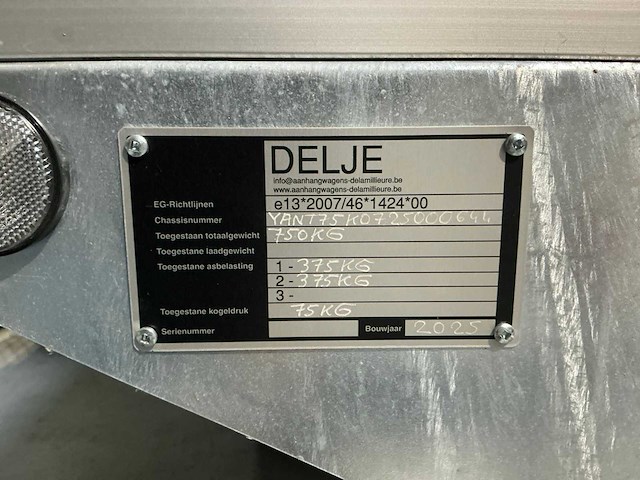 DELJE
info@aanhangwagens-delamillieure.be
www.aanhangwagens-delamillieure.be
EG-Richtlijnen e13*2007/46*1424*00
Chassisnummer YANT75K0725000644
Toegestaan totaalgewicht 750KG
Toegestane laadgewicht
Toegestane asbelasting 1 - 375KG
2 - 375KG
3 -
Toegestane kogeldruk 75KG
Serienummer Bouwjaar 2025